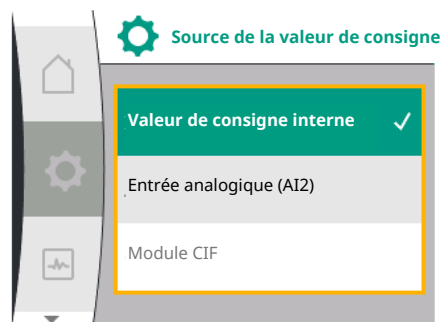 Source de la valeur de consigne
Valeur de consigne interne
Entrée analogique (AI2)
Module CIF